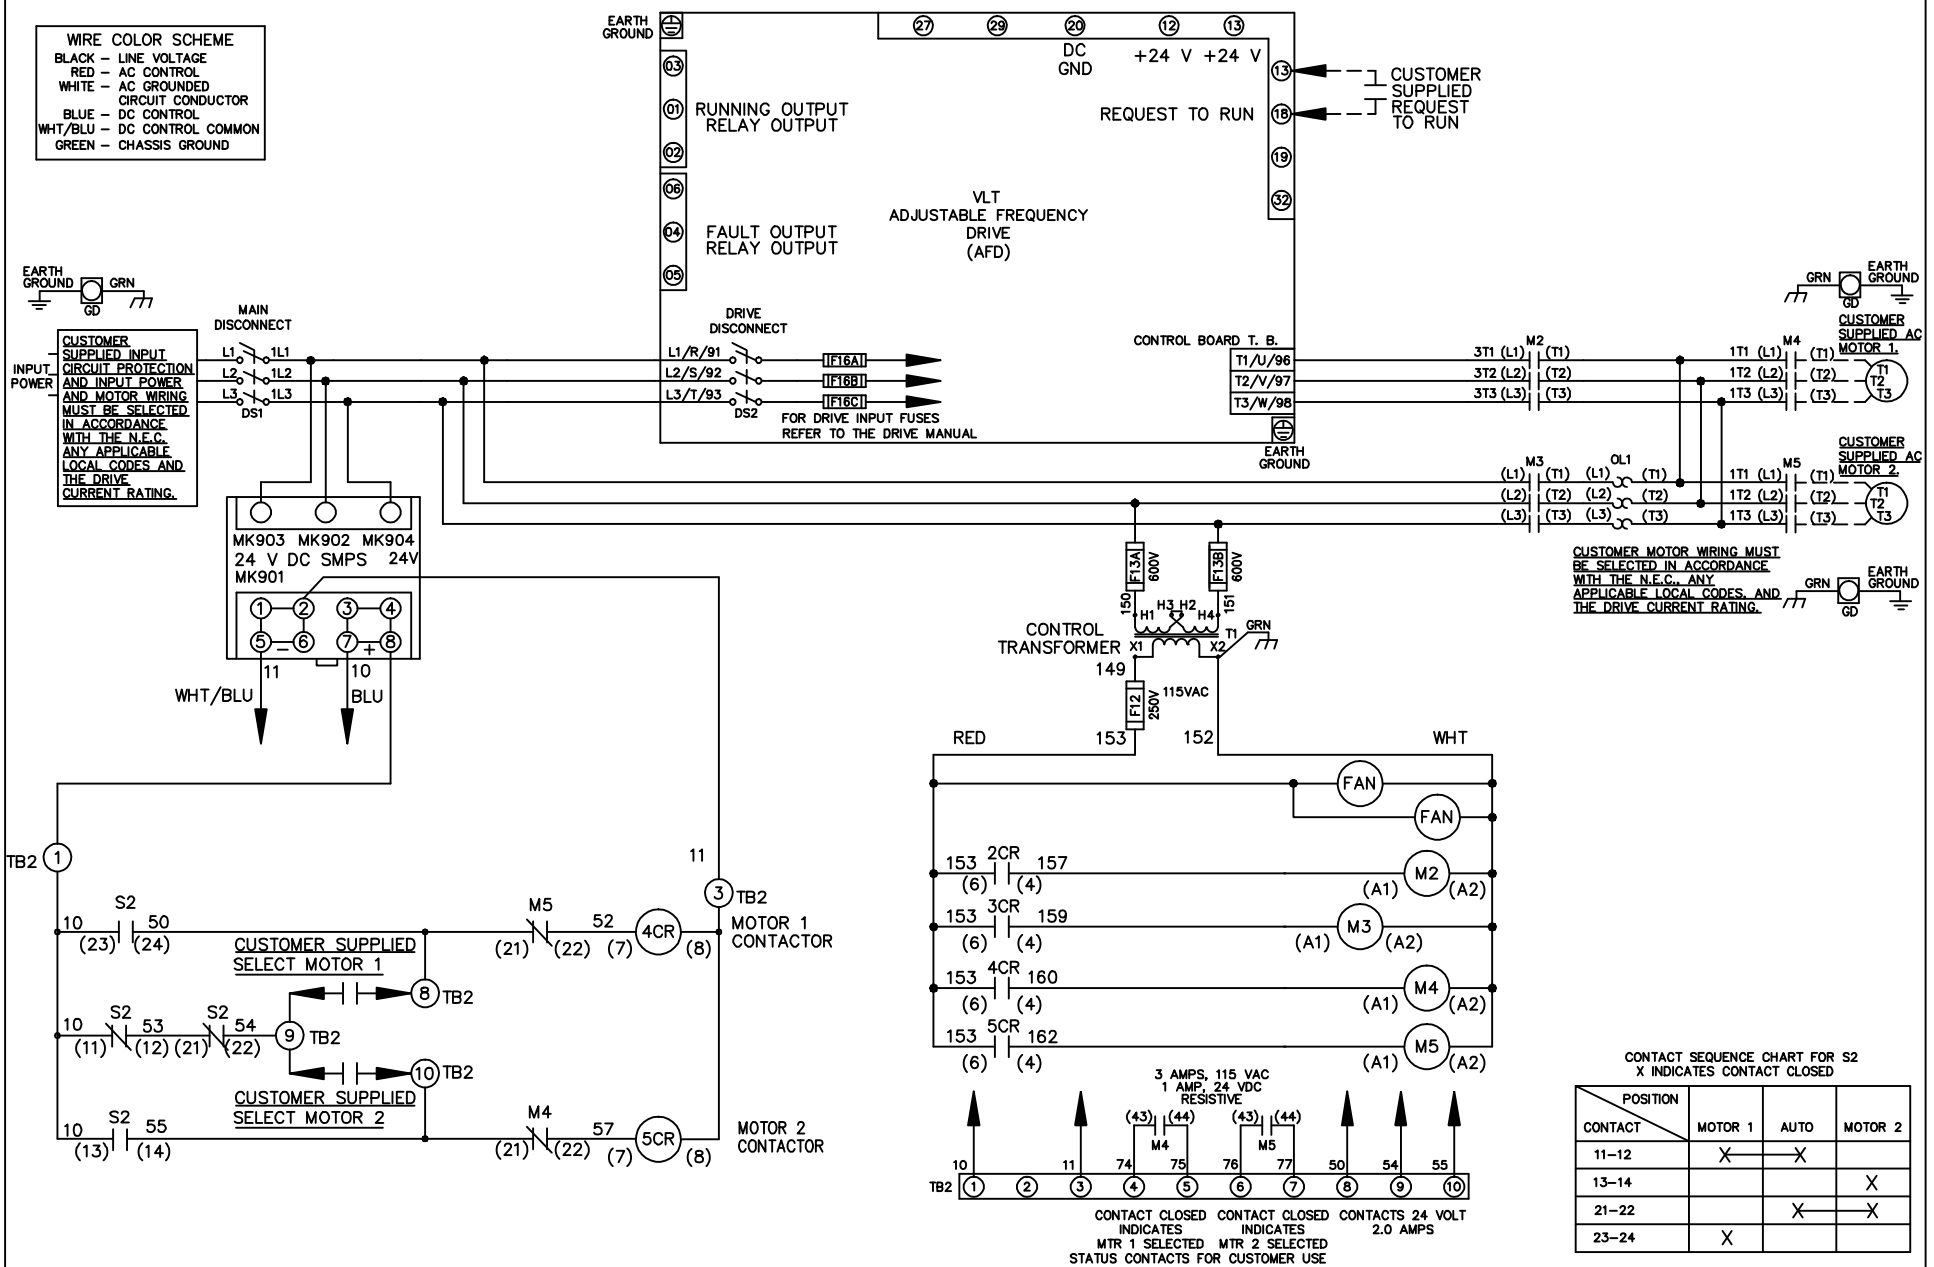 WIRE COLOR SCHEME
BLACK – LINE VOLTAGE
RED – AC CONTROL
WHITE – AC GROUNDED
CIRCUIT CONDUCTOR
BLUE – DC CONTROL
WHT/BLU – DC CONTROL COMMON
GREEN – CHASSIS GROUND
EARTH
GROUND
27 29 20 12 13
DC
GND
+24 V +24 V
03
01
02
RUNNING OUTPUT
RELAY OUTPUT
06
04
05
FAULT OUTPUT
RELAY OUTPUT
13
18
19
32
REQUEST TO RUN
CUSTOMER
SUPPLIED
REQUEST
TO RUN
VLT
ADJUSTABLE FREQUENCY
DRIVE
(AFD)
EARTH
GROUND
GRN
GD
INPUT
POWER
CUSTOMER
SUPPLIED INPUT
CIRCUIT PROTECTION
AND INPUT POWER
AND MOTOR WIRING
MUST BE SELECTED
IN ACCORDANCE
WITH THE N.E.C.
ANY APPLICABLE
LOCAL CODES AND
THE DRIVE
CURRENT RATING.
MAIN
DISCONNECT
L1 1L1
L2 1L2
L3 1L3
DS1
DRIVE
DISCONNECT
L1/R/91 F16A
L2/S/92 F16B
L3/T/93 F16C
DS2
FOR DRIVE INPUT FUSES
REFER TO THE DRIVE MANUAL
CONTROL BOARD T. B.
T1/U/96
T2/V/97
T3/W/98
EARTH
GROUND
M2
3T1 (L1) (T1)
3T2 (L2) (T2)
3T3 (L3) (T3)
M4
1T1 (L1) (T1)
1T2 (L2) (T2)
1T3 (L3) (T3)
GRN
GD
EARTH
GROUND
CUSTOMER
SUPPLIED AC
MOTOR 1.
T1
T2
T3
M3 OL1
(L1) (T1) (L1) (T1)
(L2) (T2) (L2) (T2)
(L3) (T3) (L3) (T3)
M5
1T1 (L1) (T1)
1T2 (L2) (T2)
1T3 (L3) (T3)
CUSTOMER
SUPPLIED AC
MOTOR 2.
T1
T2
T3
CUSTOMER MOTOR WIRING MUST
BE SELECTED IN ACCORDANCE
WITH THE N.E.C., ANY
APPLICABLE LOCAL CODES, AND
THE DRIVE CURRENT RATING.
GRN
GD
EARTH
GROUND
MK903 MK902 MK904
24 V DC SMPS 24V
MK901
1 2 3 4
5 – 6 7 + 8
11 10
WHT/BLU BLU
F13A 600V F13B 600V
150 151
H1 H3 H2 H4
CONTROL
TRANSFORMER
X1 X2 T1
GRN
149
F12 250V 115VAC
153 152
RED WHT
FAN
FAN
153 2CR 157
(6) (4) (A1) M2 (A2)
153 3CR 159
(6) (4) (A1) M3 (A2)
153 4CR 160
(6) (4) (A1) M4 (A2)
153 5CR 162
(6) (4) (A1) M5 (A2)
TB2 1
11
3 TB2
10 S2 50
(23) (24)
M5 52
(21) (22) (7) 4CR (8)
MOTOR 1
CONTACTOR
CUSTOMER SUPPLIED
SELECT MOTOR 1
8 TB2
10 S2 53 S2 54
(11) (12) (21) (22)
9 TB2
10 TB2
CUSTOMER SUPPLIED
SELECT MOTOR 2
10 S2 55
(13) (14)
M4 57
(21) (22) (7) 5CR (8)
MOTOR 2
CONTACTOR
3 AMPS, 115 VAC
1 AMP, 24 VDC
RESISTIVE
(43) (44) (43) (44)
M4 M5
10 11 74 75 76 77 50 54 55
TB2 1 2 3 4 5 6 7 8 9 10
CONTACT CLOSED
INDICATES
MTR 1 SELECTED
CONTACT CLOSED
INDICATES
MTR 2 SELECTED
CONTACTS 24 VOLT
2.0 AMPS
STATUS CONTACTS FOR CUSTOMER USE
CONTACT SEQUENCE CHART FOR S2
X INDICATES CONTACT CLOSED
POSITION
CONTACT MOTOR 1 AUTO MOTOR 2
11–12 X X
13–14 X
21–22 X X
23–24 X